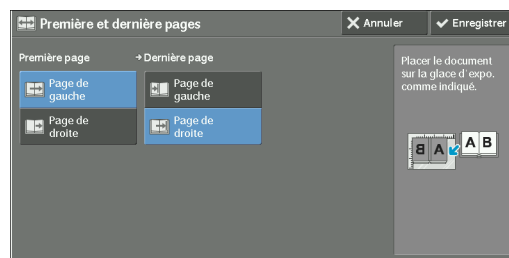 Première et dernière pages
Annuler
Enregistrer
Première page
→Dernière page
Page de
gauche
Page de
droite
Page de
gauche
Page de
droite
Placer le document
sur la glace d'expo.
comme indiqué.
B A
A B